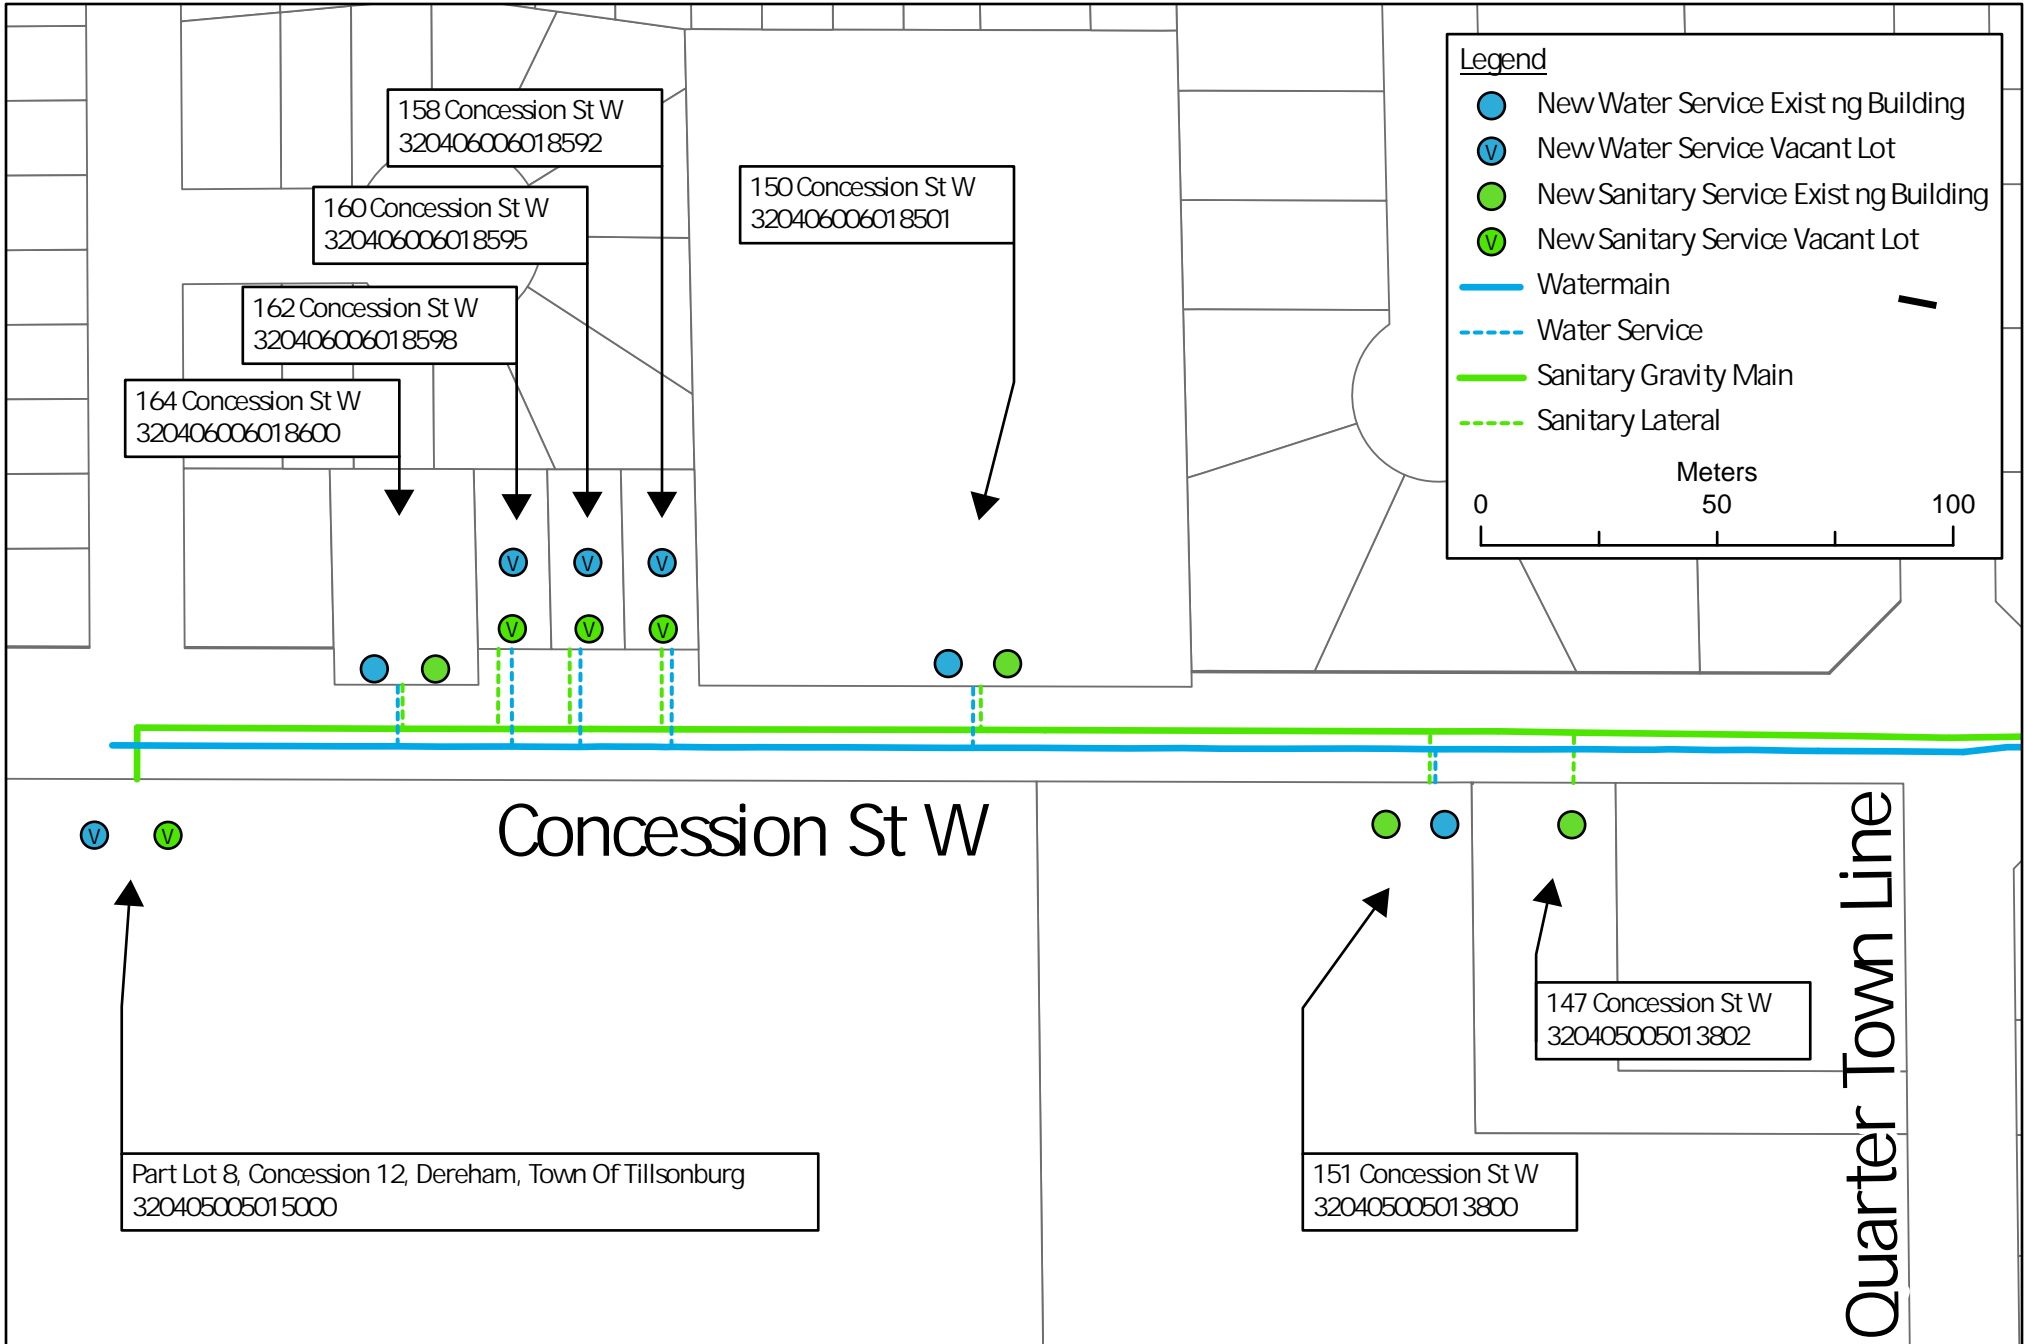 Legend
New Water Service Exist ng Building
V New Water Service Vacant Lot
New Sanitary Service Exist ng Building
V New Sanitary Service Vacant Lot
Watermain
Water Service
Sanitary Gravity Main
Sanitary Lateral
Meters
0 50 100
158 Concession St W
320406006018592
160 Concession St W
320406006018595
162 Concession St W
320406006018598
164 Concession St W
320406006018600
150 Concession St W
320406006018501
V V V
V V V
Concession St W
V V
Part Lot 8, Concession 12, Dereham, Town Of Tillsonburg
320405005015000
151 Concession St W
320405005013800
147 Concession St W
320405005013802
Quarter Town Line